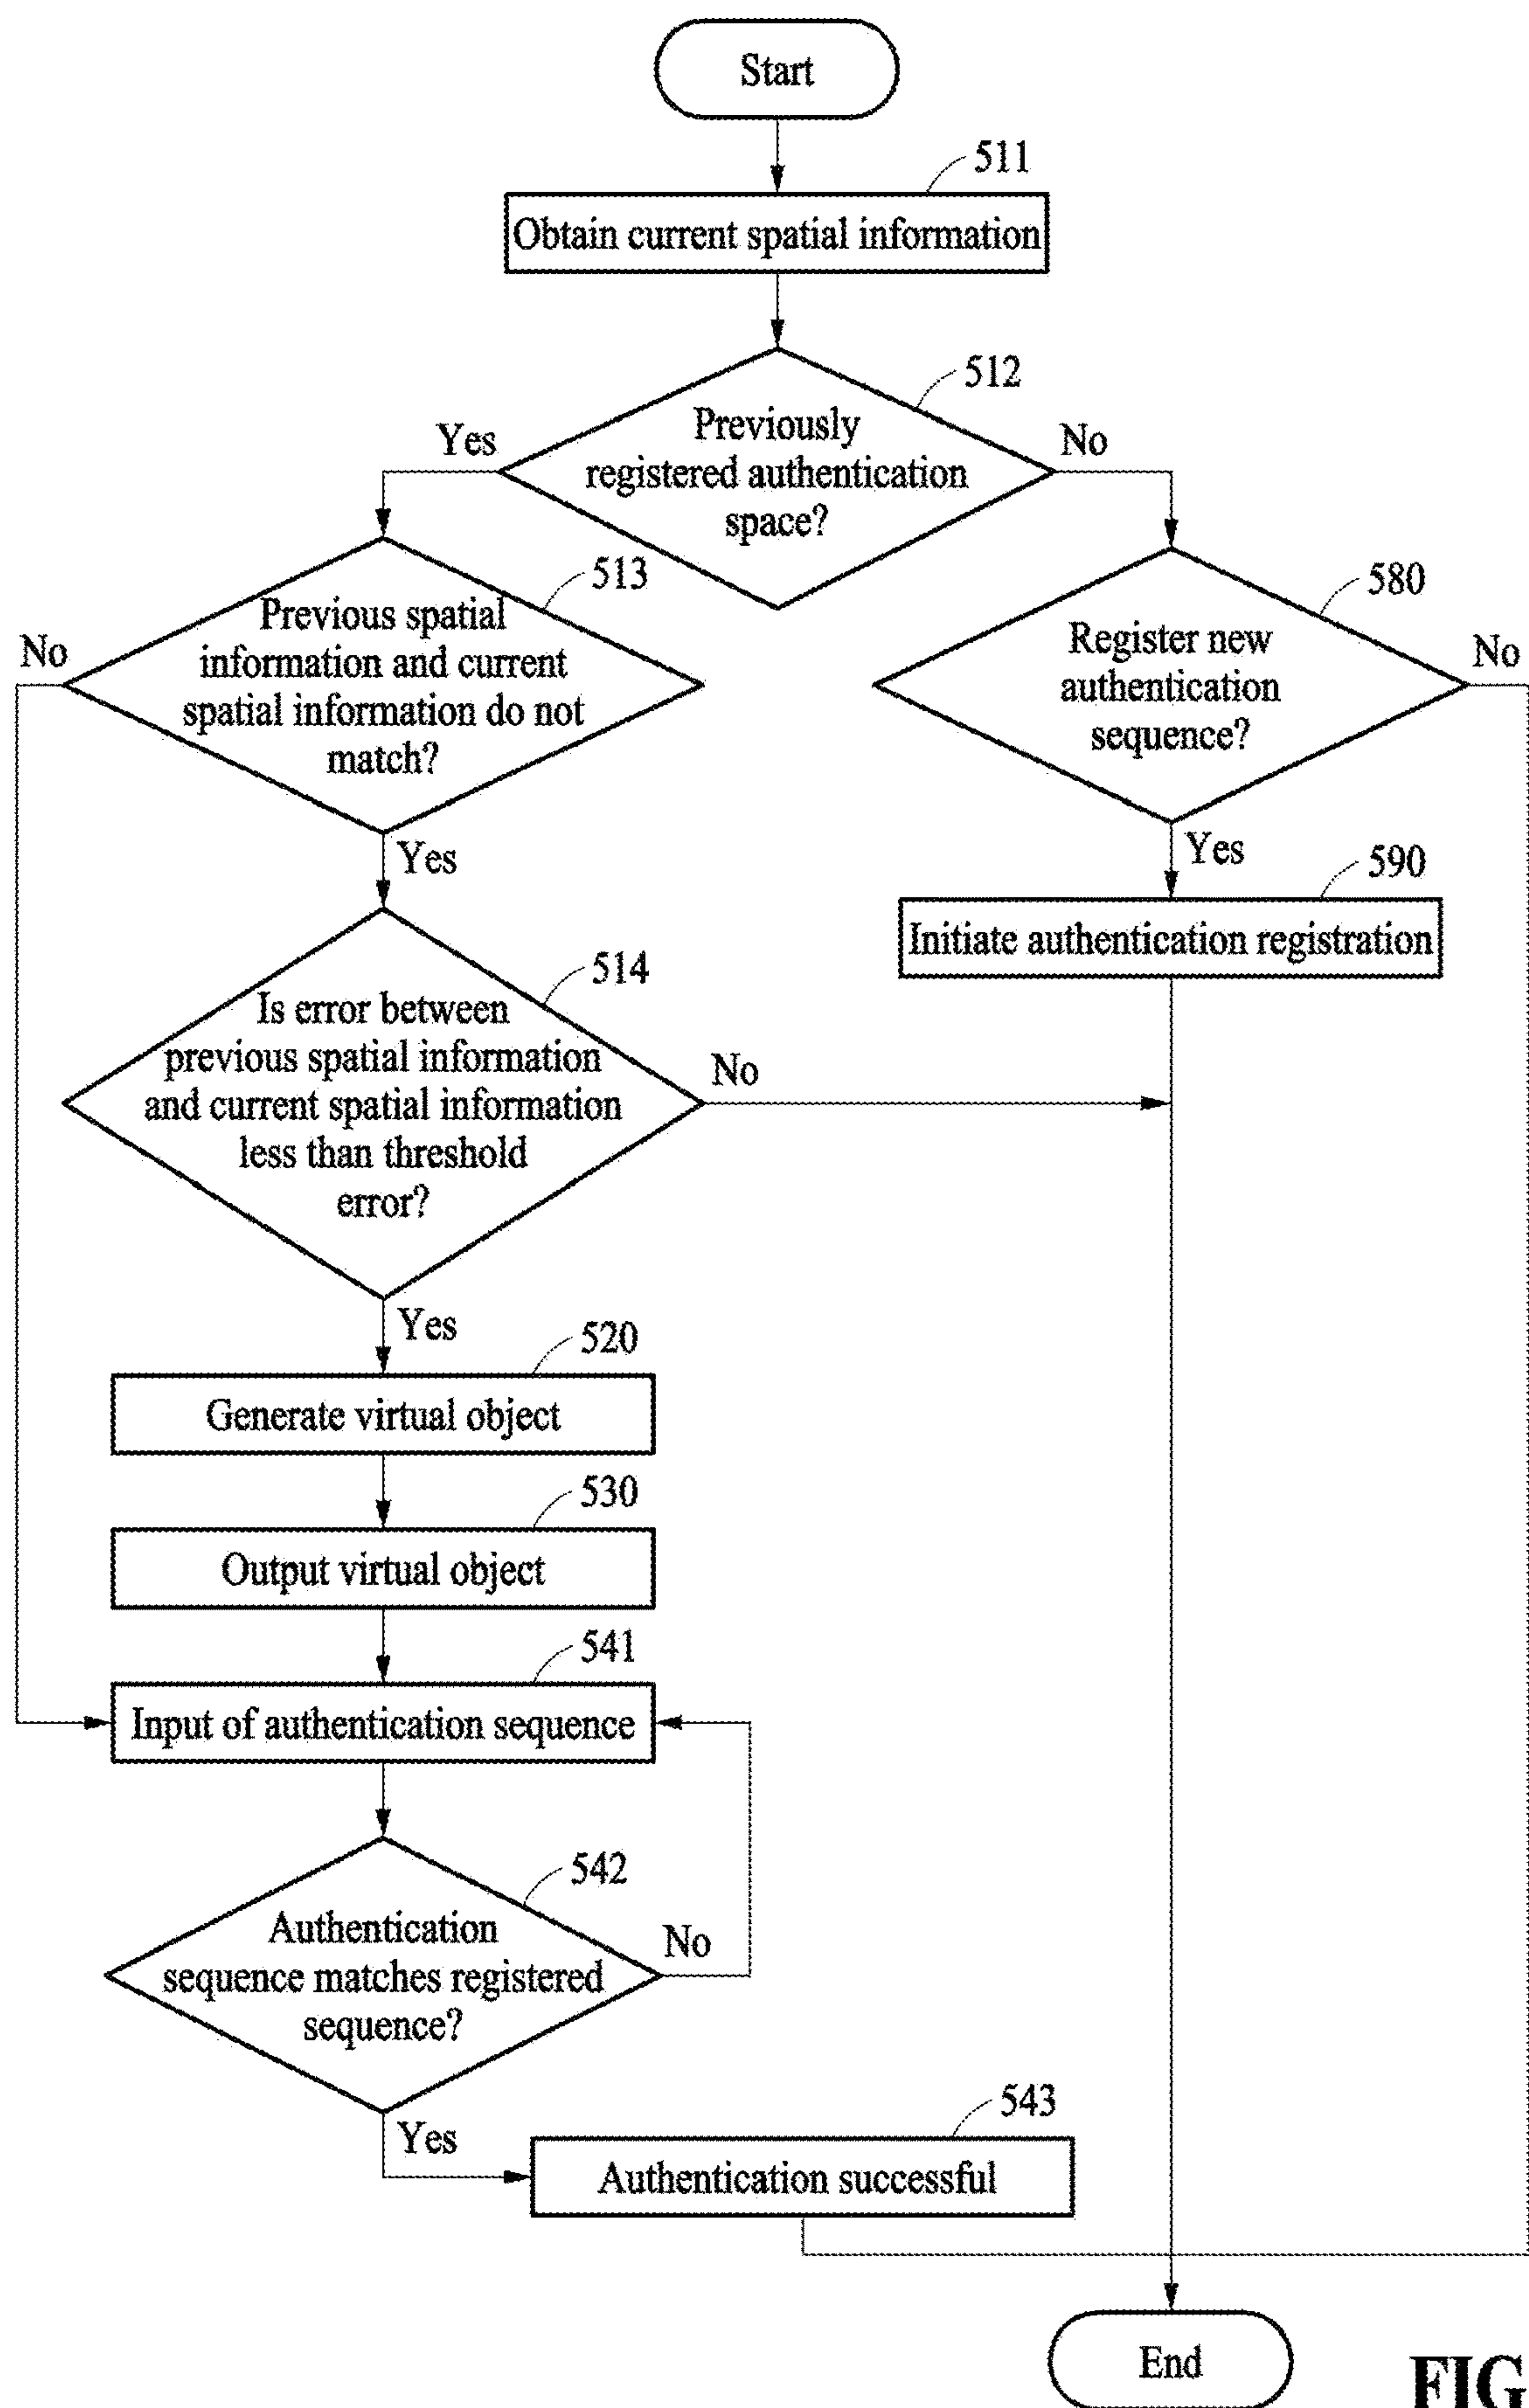 Start
511
Obtain current spatial information
512
Previously
registered authentication
space?
Yes
No
513
Previous spatial
information and current
spatial information do not
match?
No
Yes
580
Register new
authentication
sequence?
No
Yes
590
Initiate authentication registration
514
Is error between
previous spatial information
and current spatial information
less than threshold
error?
No
Yes
520
Generate virtual object
530
Output virtual object
541
Input of authentication sequence
542
Authentication
sequence matches registered
sequence?
No
Yes
543
Authentication successful
End
FIG